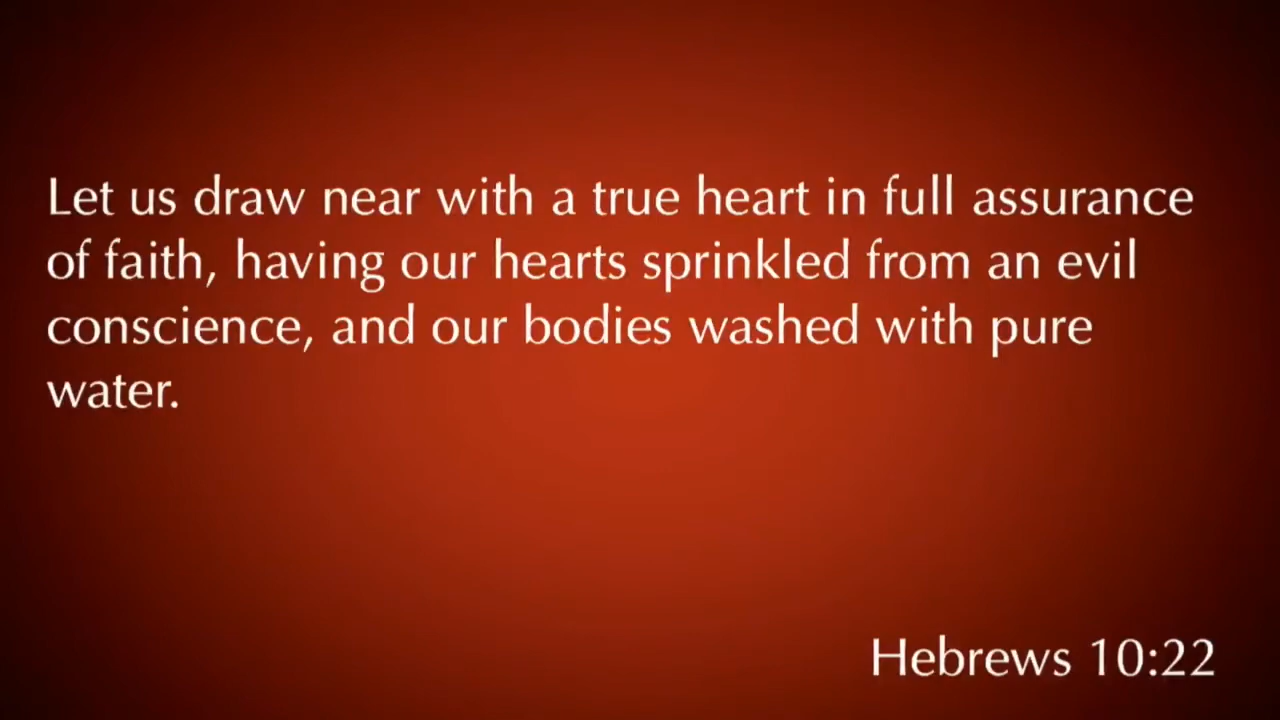 Let us draw near with a true heart in full assurance
of faith, having our hearts sprinkled from an evil
conscience, and our bodies washed with pure
water.
Hebrews 10:22